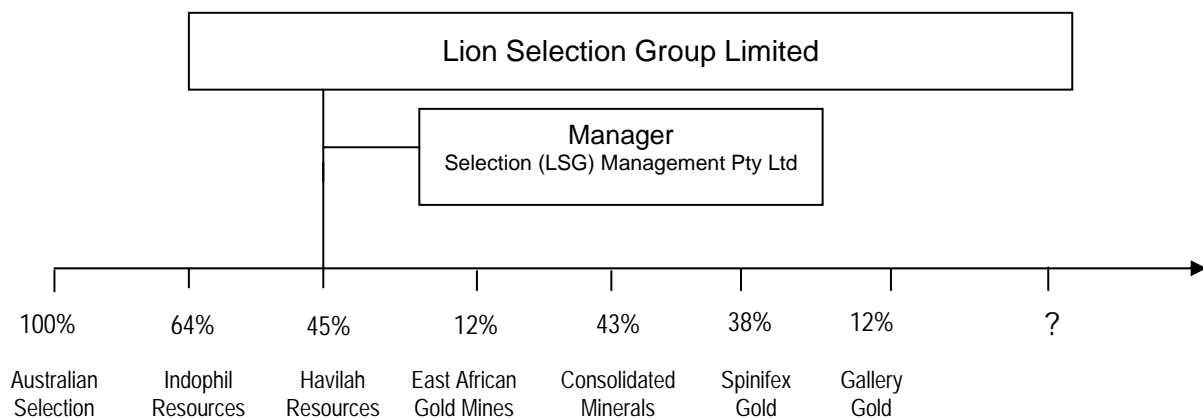 Lion Selection Group Limited
Manager
Selection (LSG) Management Pty Ltd
100% 64% 45% 12% 43% 38% 12% ?
Australian Indophil Havilah East African Consolidated Spinifex Gallery
Selection Resources Resources Gold Mines Minerals Gold Gold